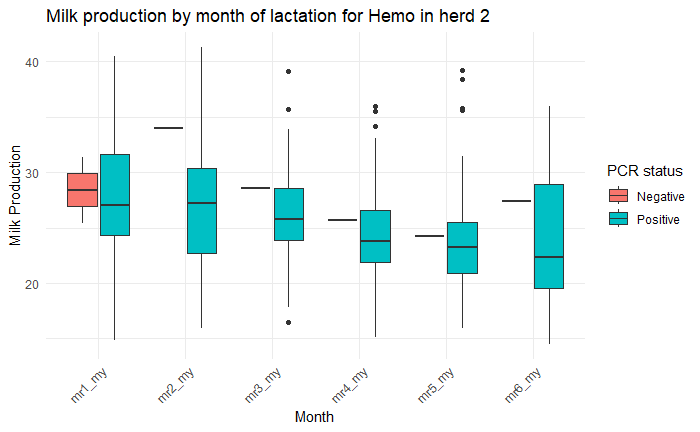 Milk production by month of lactation for Hemo in herd 2
40
30
20
Milk Production
mr1_my
mr2_my
mr3_my
mr4_my
mr5_my
mr6_my
Month
PCR status
Negative
Positive